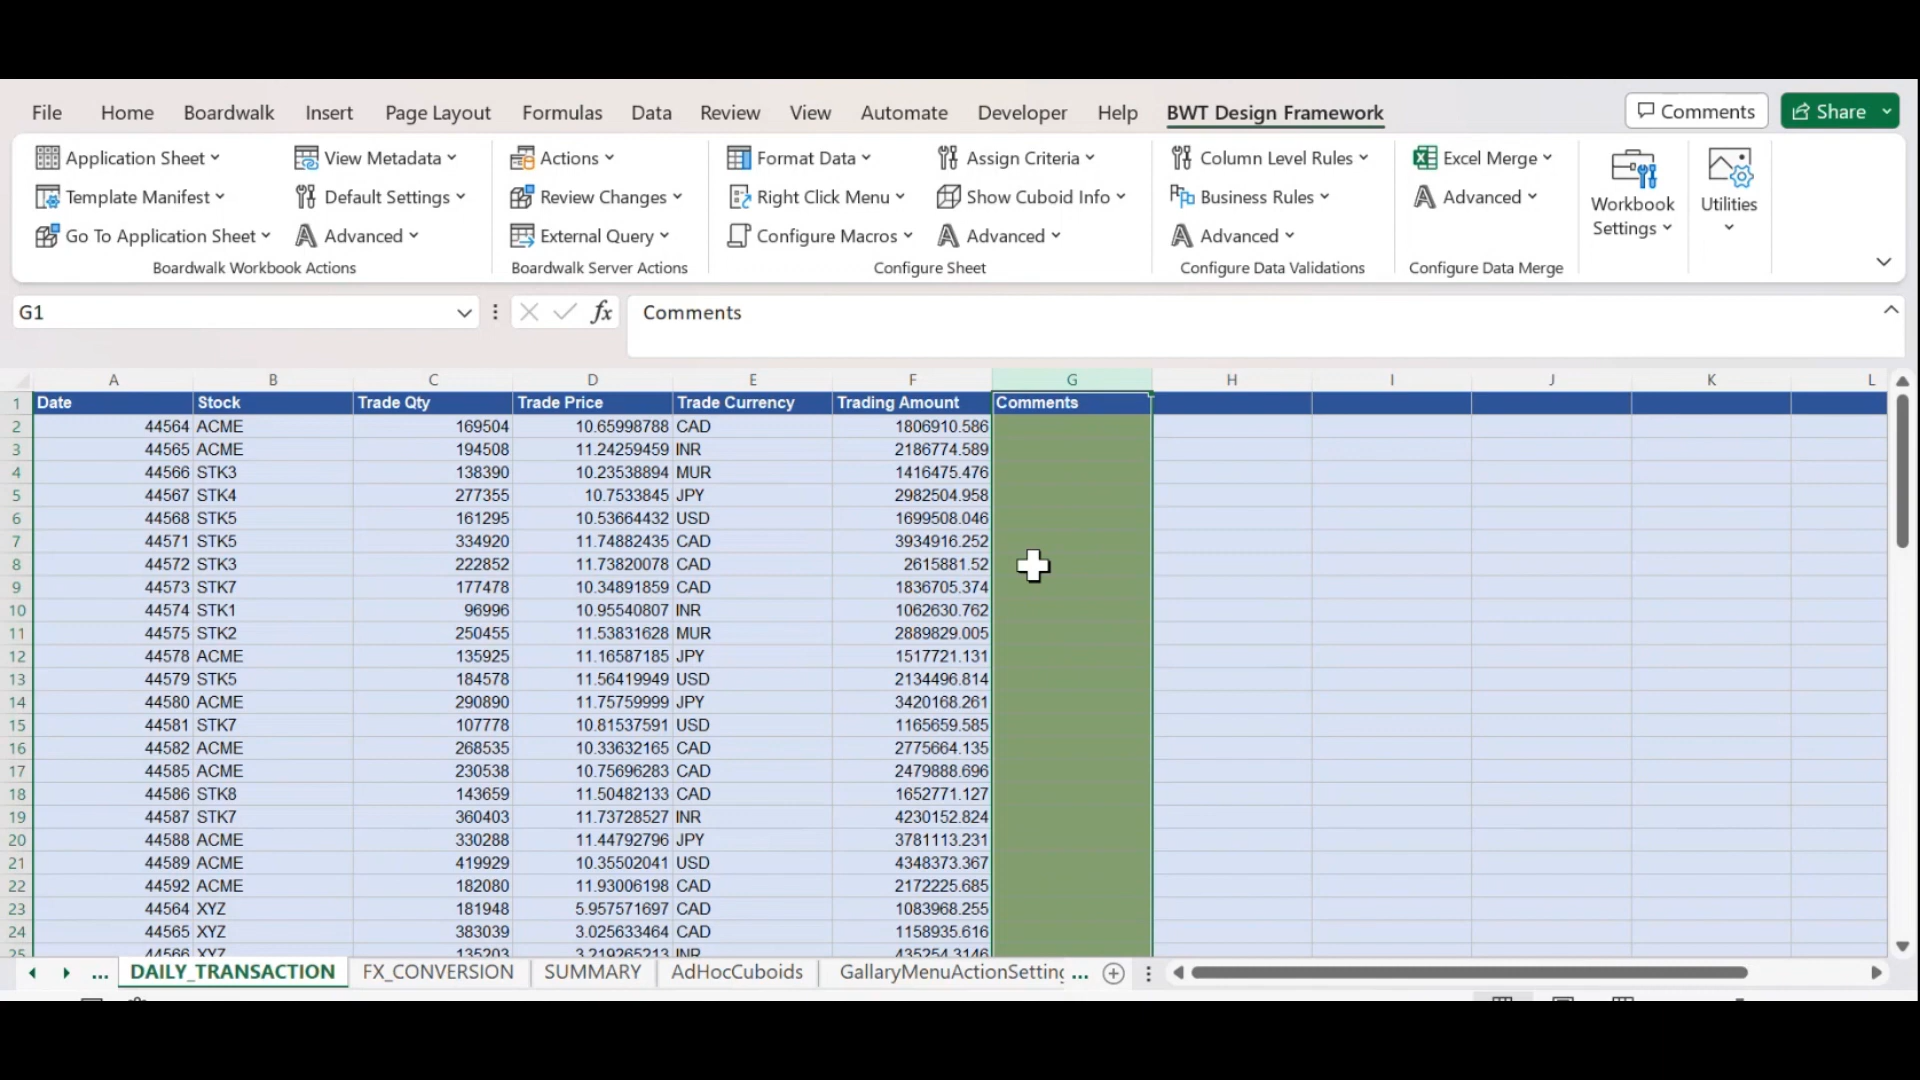 File Home Boardwalk Insert Page Layout Formulas Data Review View Automate Developer Help BWT Design Framework Comments Share
Application Sheet View Metadata Actions Format Data Assign Criteria Column Level Rules Excel Merge
Template Manifest Default Settings Review Changes Right Click Menu Show Cuboid Info Business Rules Advanced Workbook Settings Utilities
Go To Application Sheet Advanced External Query Configure Macros Advanced Advanced
Boardwalk Workbook Actions Boardwalk Server Actions Configure Sheet Configure Data Validations Configure Data Merge
G1 fx Comments
A B C D E F G H I J K L
1 Date Stock Trade Qty Trade Price Trade Currency Trading Amount Comments
2 44564 ACME 169504 10.65998788 CAD 1806910.586
3 44565 ACME 194508 11.24259459 INR 2186774.589
4 44566 STK3 138390 10.23538894 MUR 1416475.476
5 44567 STK4 277355 10.7533845 JPY 2982504.958
6 44568 STK5 161295 10.53664432 USD 1699508.046
7 44571 STK5 334920 11.74882435 CAD 3934916.252
8 44572 STK3 222852 11.73820078 CAD 2615881.52
9 44573 STK7 177478 10.34891859 CAD 1836705.374
10 44574 STK1 96996 10.95540807 INR 1062630.762
11 44575 STK2 250455 11.53831628 MUR 2889829.005
12 44578 ACME 135925 11.16587185 JPY 1517721.131
13 44579 STK5 184578 11.56419949 USD 2134496.814
14 44580 ACME 290890 11.75759999 JPY 3420168.261
15 44581 STK7 107778 10.81537591 USD 1165659.585
16 44582 ACME 268535 10.33632165 CAD 2775664.135
17 44585 ACME 230538 10.75696283 CAD 2479888.696
18 44586 STK8 143659 11.50482133 CAD 1652771.127
19 44587 STK7 360403 11.73728527 INR 4230152.824
20 44588 ACME 330288 11.44792796 JPY 3781113.231
21 44589 ACME 419929 10.35502041 USD 4348373.367
22 44592 ACME 182080 11.93006198 CAD 2172225.685
23 44564 XYZ 181948 5.957571697 CAD 1083968.255
24 44565 XYZ 383039 3.025633464 CAD 1158935.616
25 44566 XYZ 135203 3.219265213 INR 435254.3146
... DAILY_TRANSACTION FX_CONVERSION SUMMARY AdHocCuboids GallaryMenuActionSetting ...